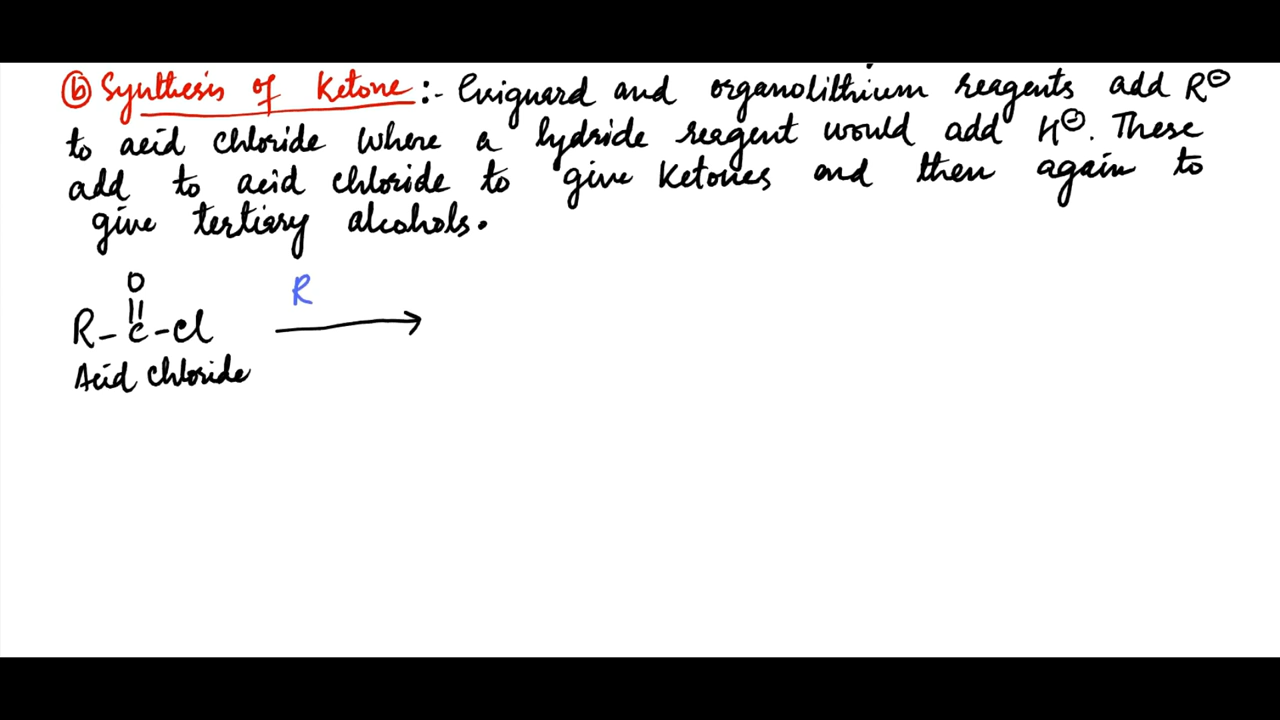 ⓑ Synthesis of Ketone :- Griguard and organolithium reagents add R⊖
to acid chloride where a hydride reagent would add H⊖. These
add to acid chloride to give ketones and then again to
give tertiary alcohols.
O
R
R-C-Cl
Acid chloride